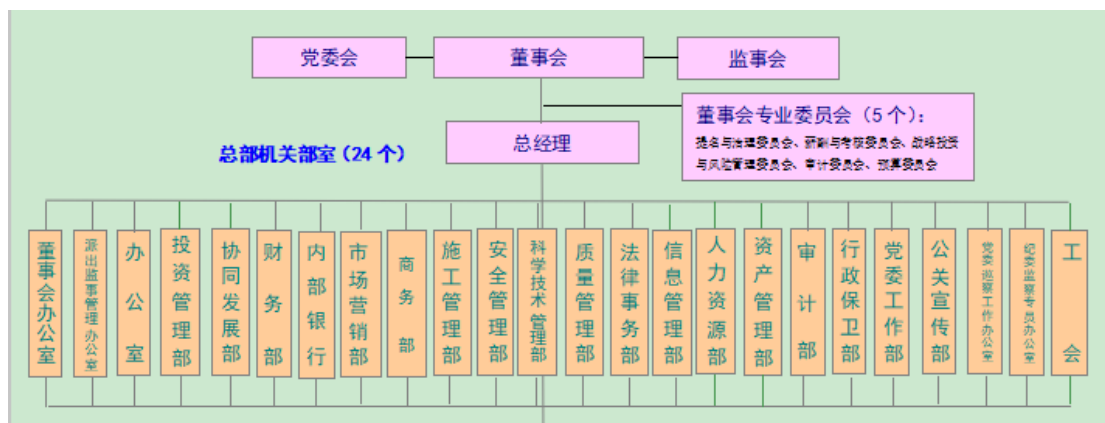 党委会
董事会
监事会
董事会专业委员会（5个）：
提名与治理委员会、薪酬与考核委员会、战略投资
与风险管理委员会、审计委员会、预算委员会
总经理
总部机关部室（24个）
董事会办公室
派出监事管理办公室
办公室
投资管理部
协同发展部
财务部
内部银行
市场营销部
商务部
施工管理部
安全管理部
科学技术管理部
质量管理部
法律事务部
信息管理部
人力资源部
资产管理部
审计部
行政保卫部
党委工作部
公关宣传部
党委巡察工作办公室
纪委监察专员办公室
工会